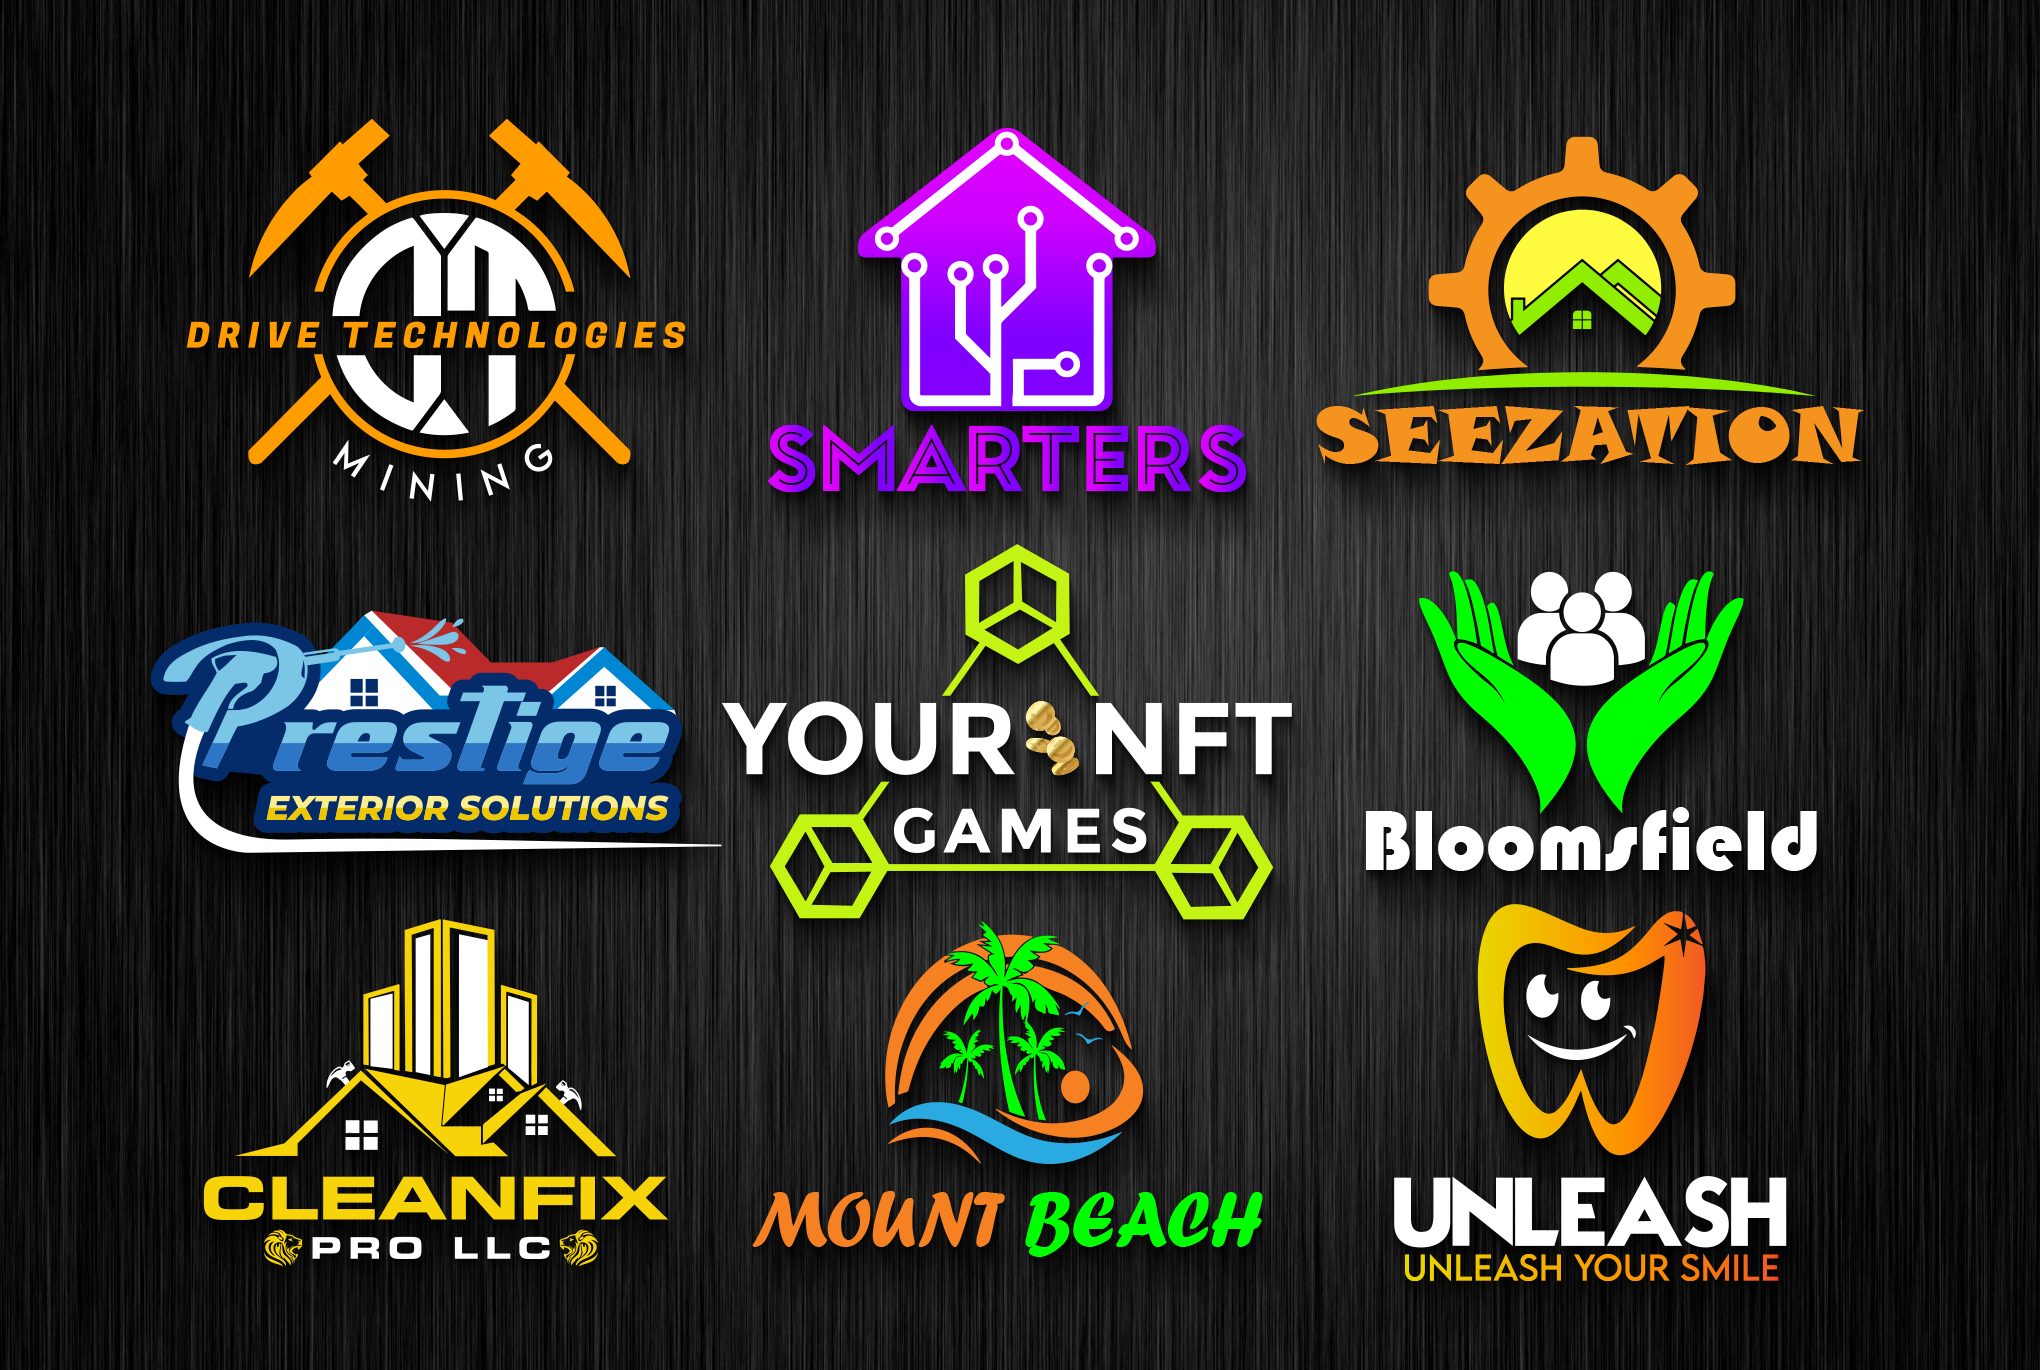 DRIVE TECHNOLOGIES
MINING
SMARTERS
SEEZATION
Prestige
EXTERIOR SOLUTIONS
YOUR NFT
GAMES
Bloomsfield
CLEANFIX
PRO LLC
MOUNT BEACH
UNLEASH
UNLEASH YOUR SMILE